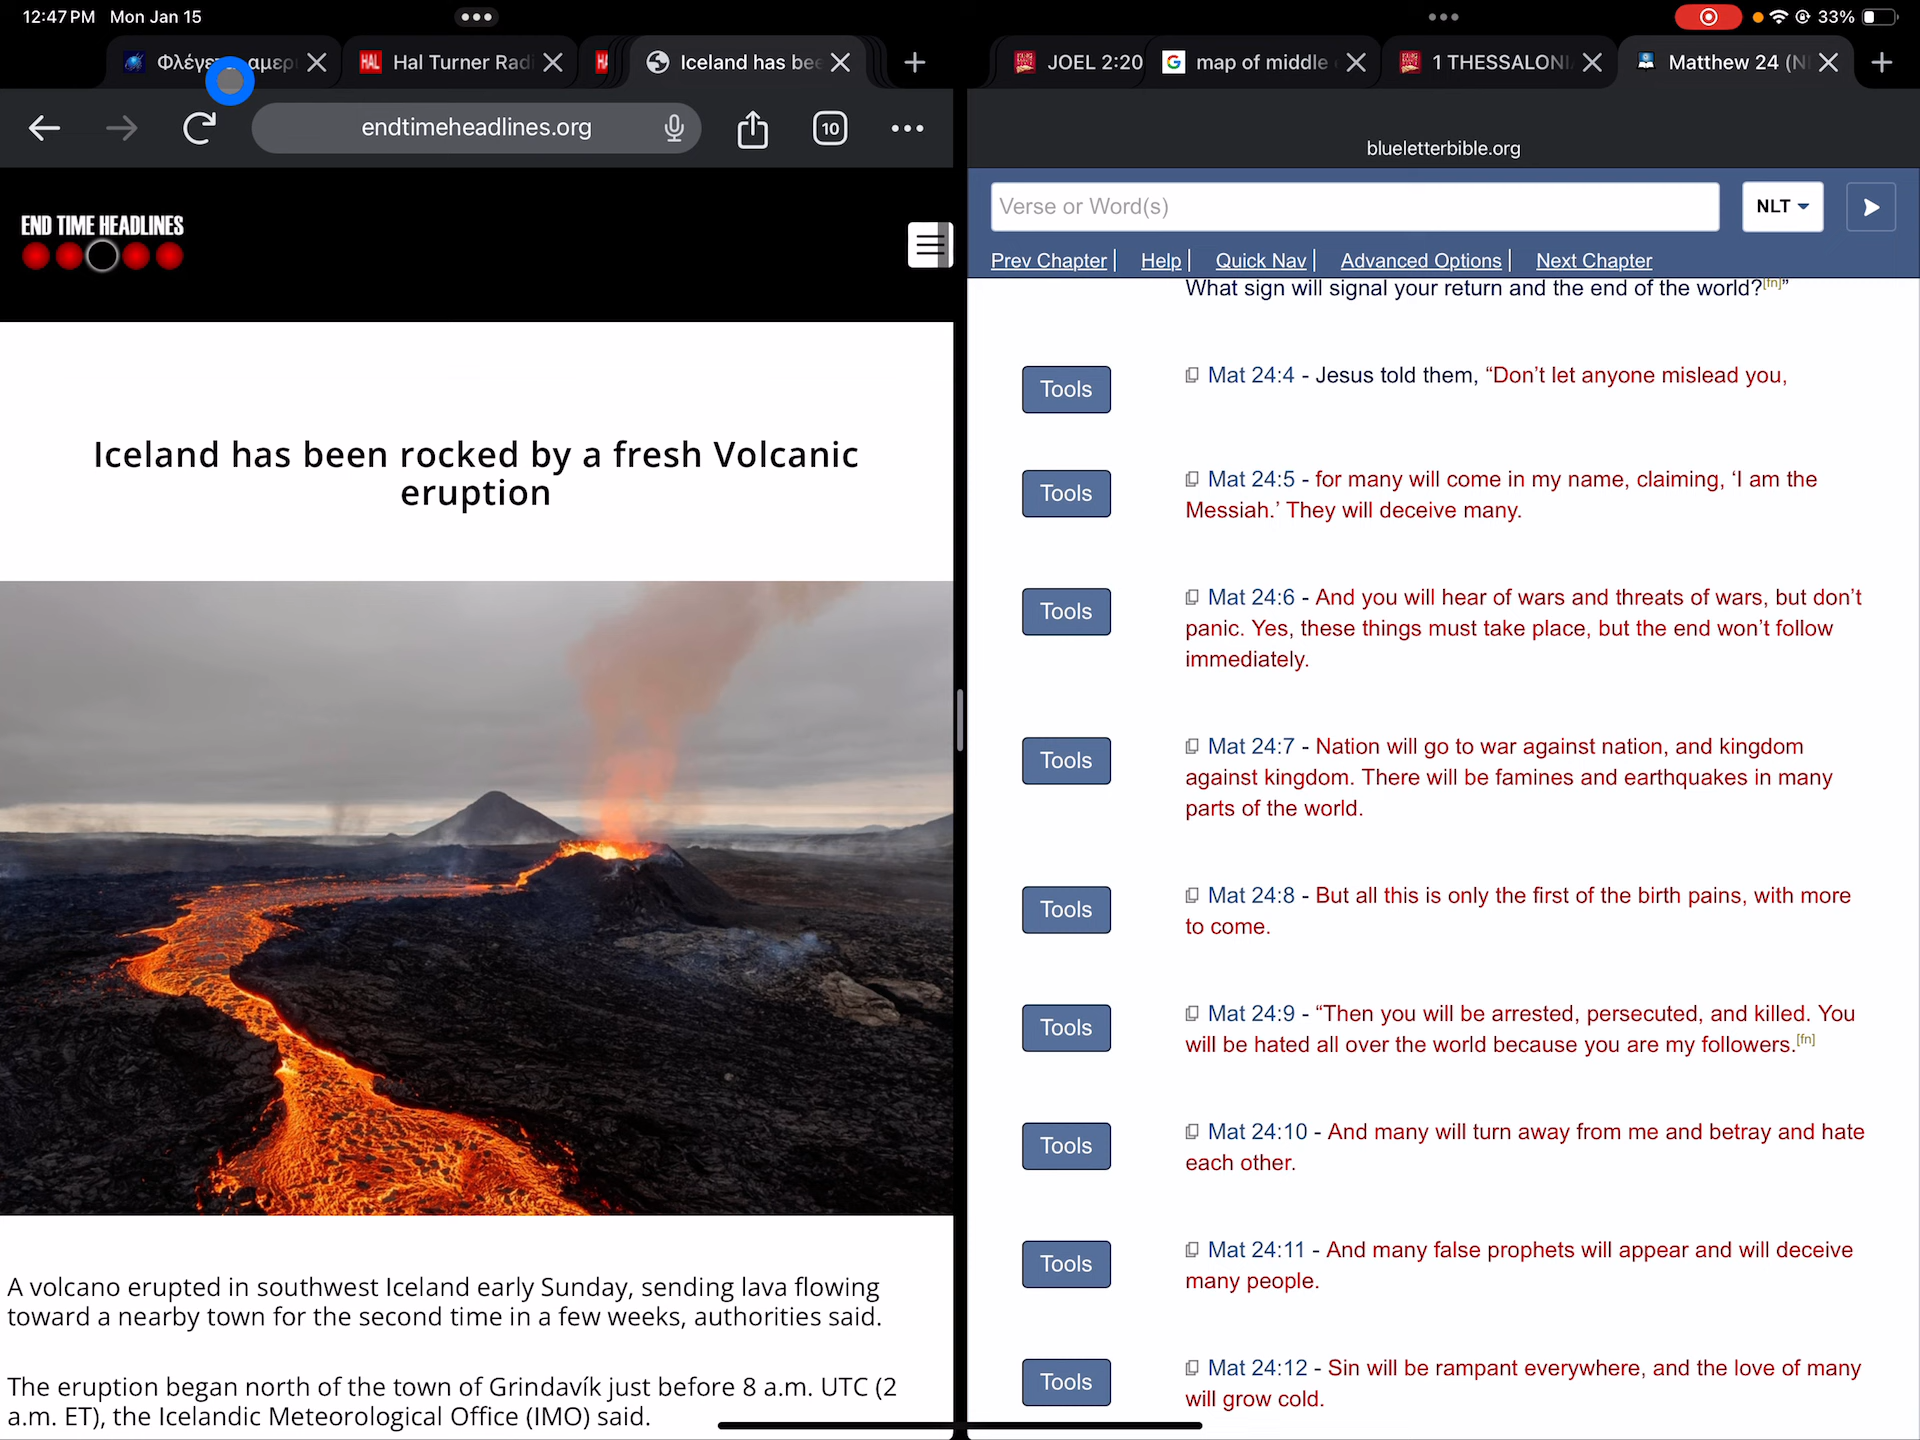 12:47 PM Mon Jan 15
33%
Hal Turner Rad
Iceland has bee
JOEL 2:20
map of middle
1 THESSALONI
Matthew 24 (N
endtimeheadlines.org
10
END TIME HEADLINES
Iceland has been rocked by a fresh Volcanic
eruption
A volcano erupted in southwest Iceland early Sunday, sending lava flowing
toward a nearby town for the second time in a few weeks, authorities said.
The eruption began north of the town of Grindavík just before 8 a.m. UTC (2
a.m. ET), the Icelandic Meteorological Office (IMO) said.
blueletterbible.org
Verse or Word(s)
NLT
Prev Chapter | Help | Quick Nav | Advanced Options | Next Chapter
What sign will signal your return and the end of the world?[fn]”
Tools
Mat 24:4 - Jesus told them, “Don’t let anyone mislead you,
Tools
Mat 24:5 - for many will come in my name, claiming, ‘I am the
Messiah.’ They will deceive many.
Tools
Mat 24:6 - And you will hear of wars and threats of wars, but don’t
panic. Yes, these things must take place, but the end won’t follow
immediately.
Tools
Mat 24:7 - Nation will go to war against nation, and kingdom
against kingdom. There will be famines and earthquakes in many
parts of the world.
Tools
Mat 24:8 - But all this is only the first of the birth pains, with more
to come.
Tools
Mat 24:9 - “Then you will be arrested, persecuted, and killed. You
will be hated all over the world because you are my followers.[fn]
Tools
Mat 24:10 - And many will turn away from me and betray and hate
each other.
Tools
Mat 24:11 - And many false prophets will appear and will deceive
many people.
Tools
Mat 24:12 - Sin will be rampant everywhere, and the love of many
will grow cold.